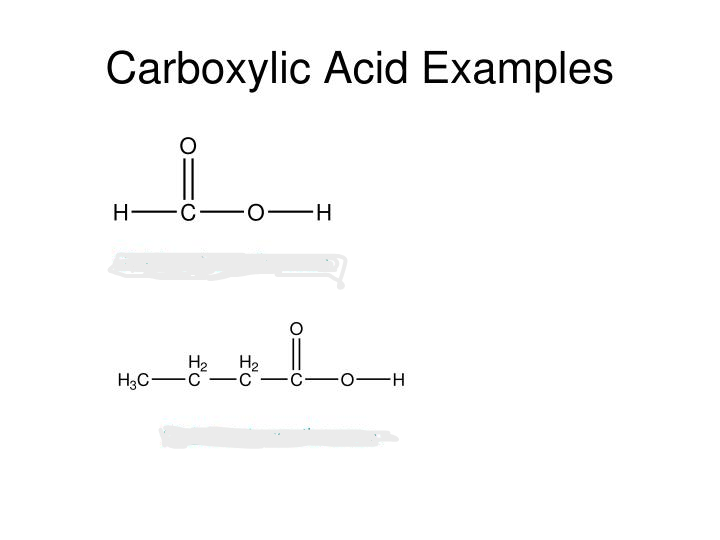 Carboxylic Acid Examples
O
H C O H
O
H2 H2
H3C C C C O H